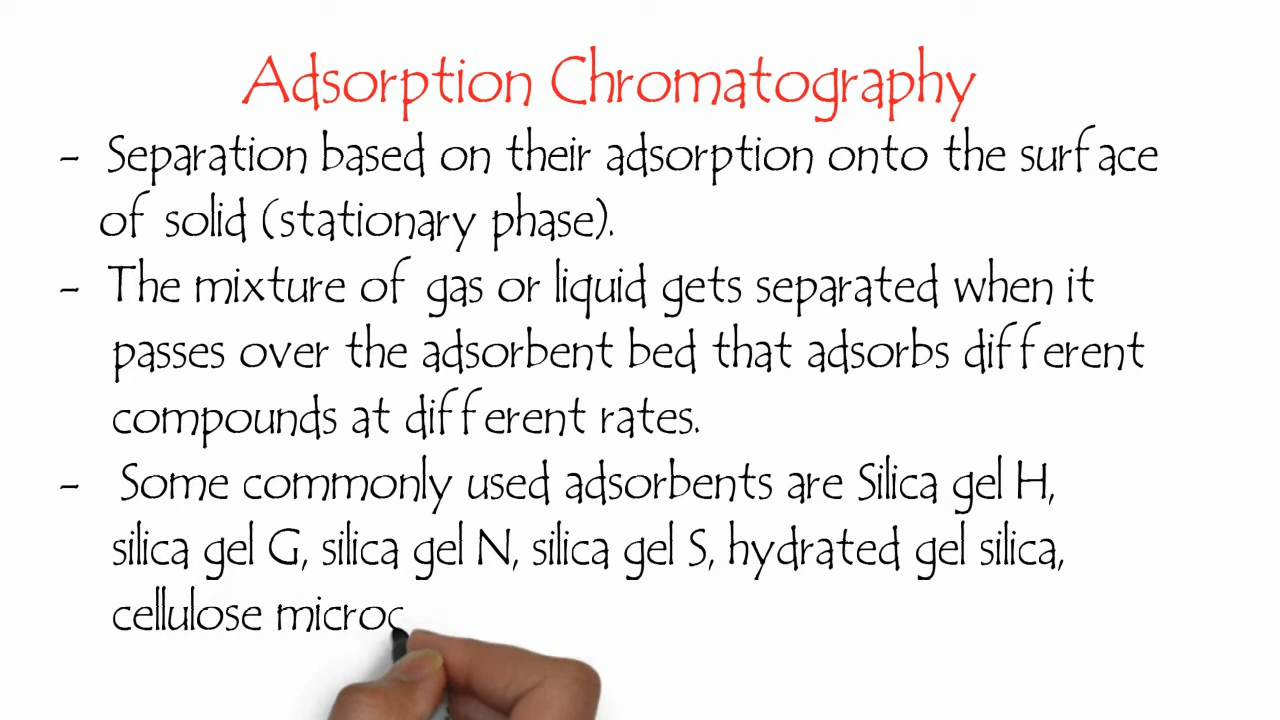 Adsorption Chromatography
- Separation based on their adsorption onto the surface
of solid (stationary phase).
- The mixture of gas or liquid gets separated when it
passes over the adsorbent bed that adsorbs different
compounds at different rates.
- Some commonly used adsorbents are Silica gel H,
silica gel G, silica gel N, silica gel S, hydrated gel silica,
cellulose microc